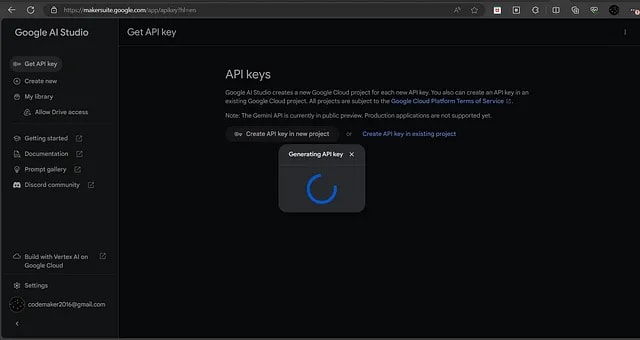 https://makersuite.google.com/app/apikey?hl=en
Google AI Studio
Get API key
Get API key
Create new
My library
Allow Drive access
Getting started
Documentation
Prompt gallery
Discord community
Build with Vertex AI on
Google Cloud
Settings
codemaker2016@gmail.com
API keys
Google AI Studio creates a new Google Cloud project for each new API key. You also can create an API key in an
existing Google Cloud project. All projects are subject to the Google Cloud Platform Terms of Service.
Note: The Gemini API is currently in public preview. Production applications are not supported yet.
Create API key in new project or Create API key in existing project
Generating API key